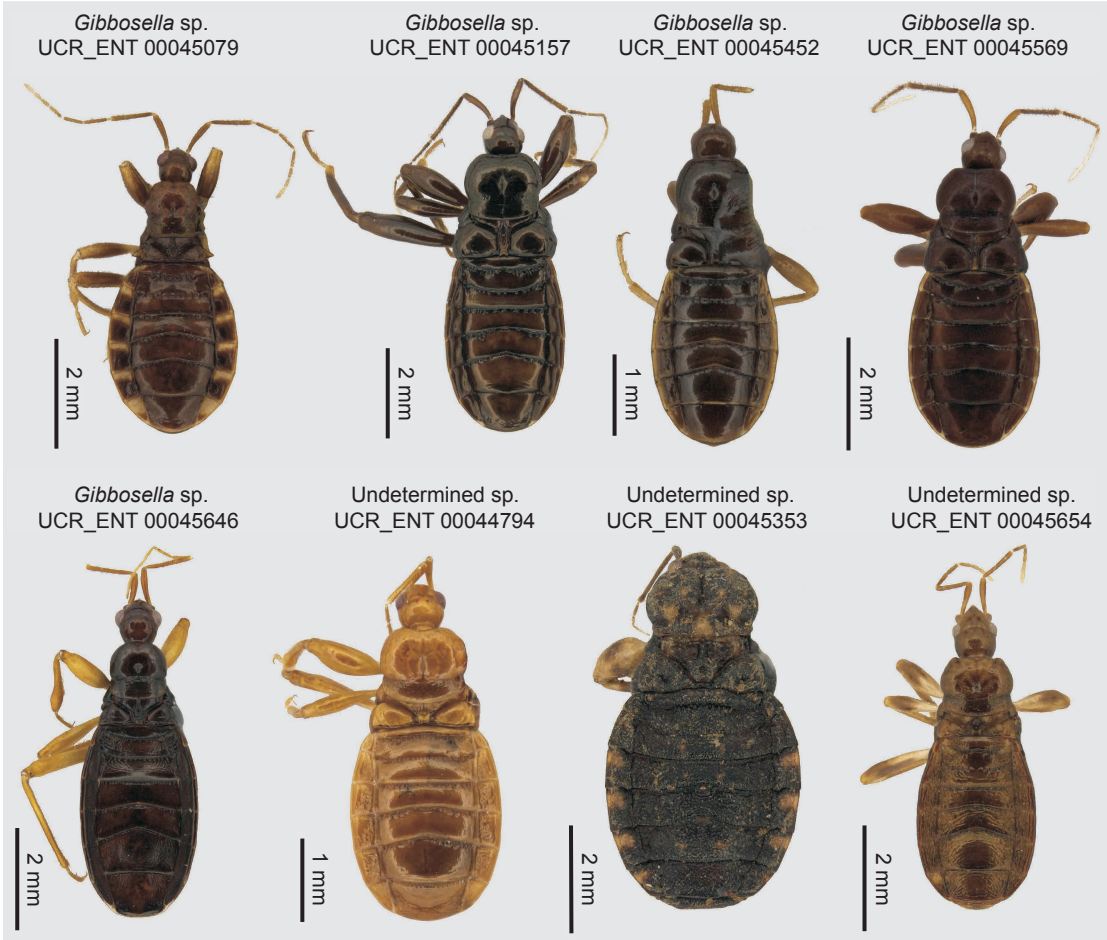 Gibbosella sp.
UCR_ENT 00045079
Gibbosella sp.
UCR_ENT 00045157
Gibbosella sp.
UCR_ENT 00045452
Gibbosella sp.
UCR_ENT 00045569
2 mm
2 mm
1 mm
2 mm
Gibbosella sp.
UCR_ENT 00045646
Undetermined sp.
UCR_ENT 00044794
Undetermined sp.
UCR_ENT 00045353
Undetermined sp.
UCR_ENT 00045654
2 mm
1 mm
2 mm
2 mm